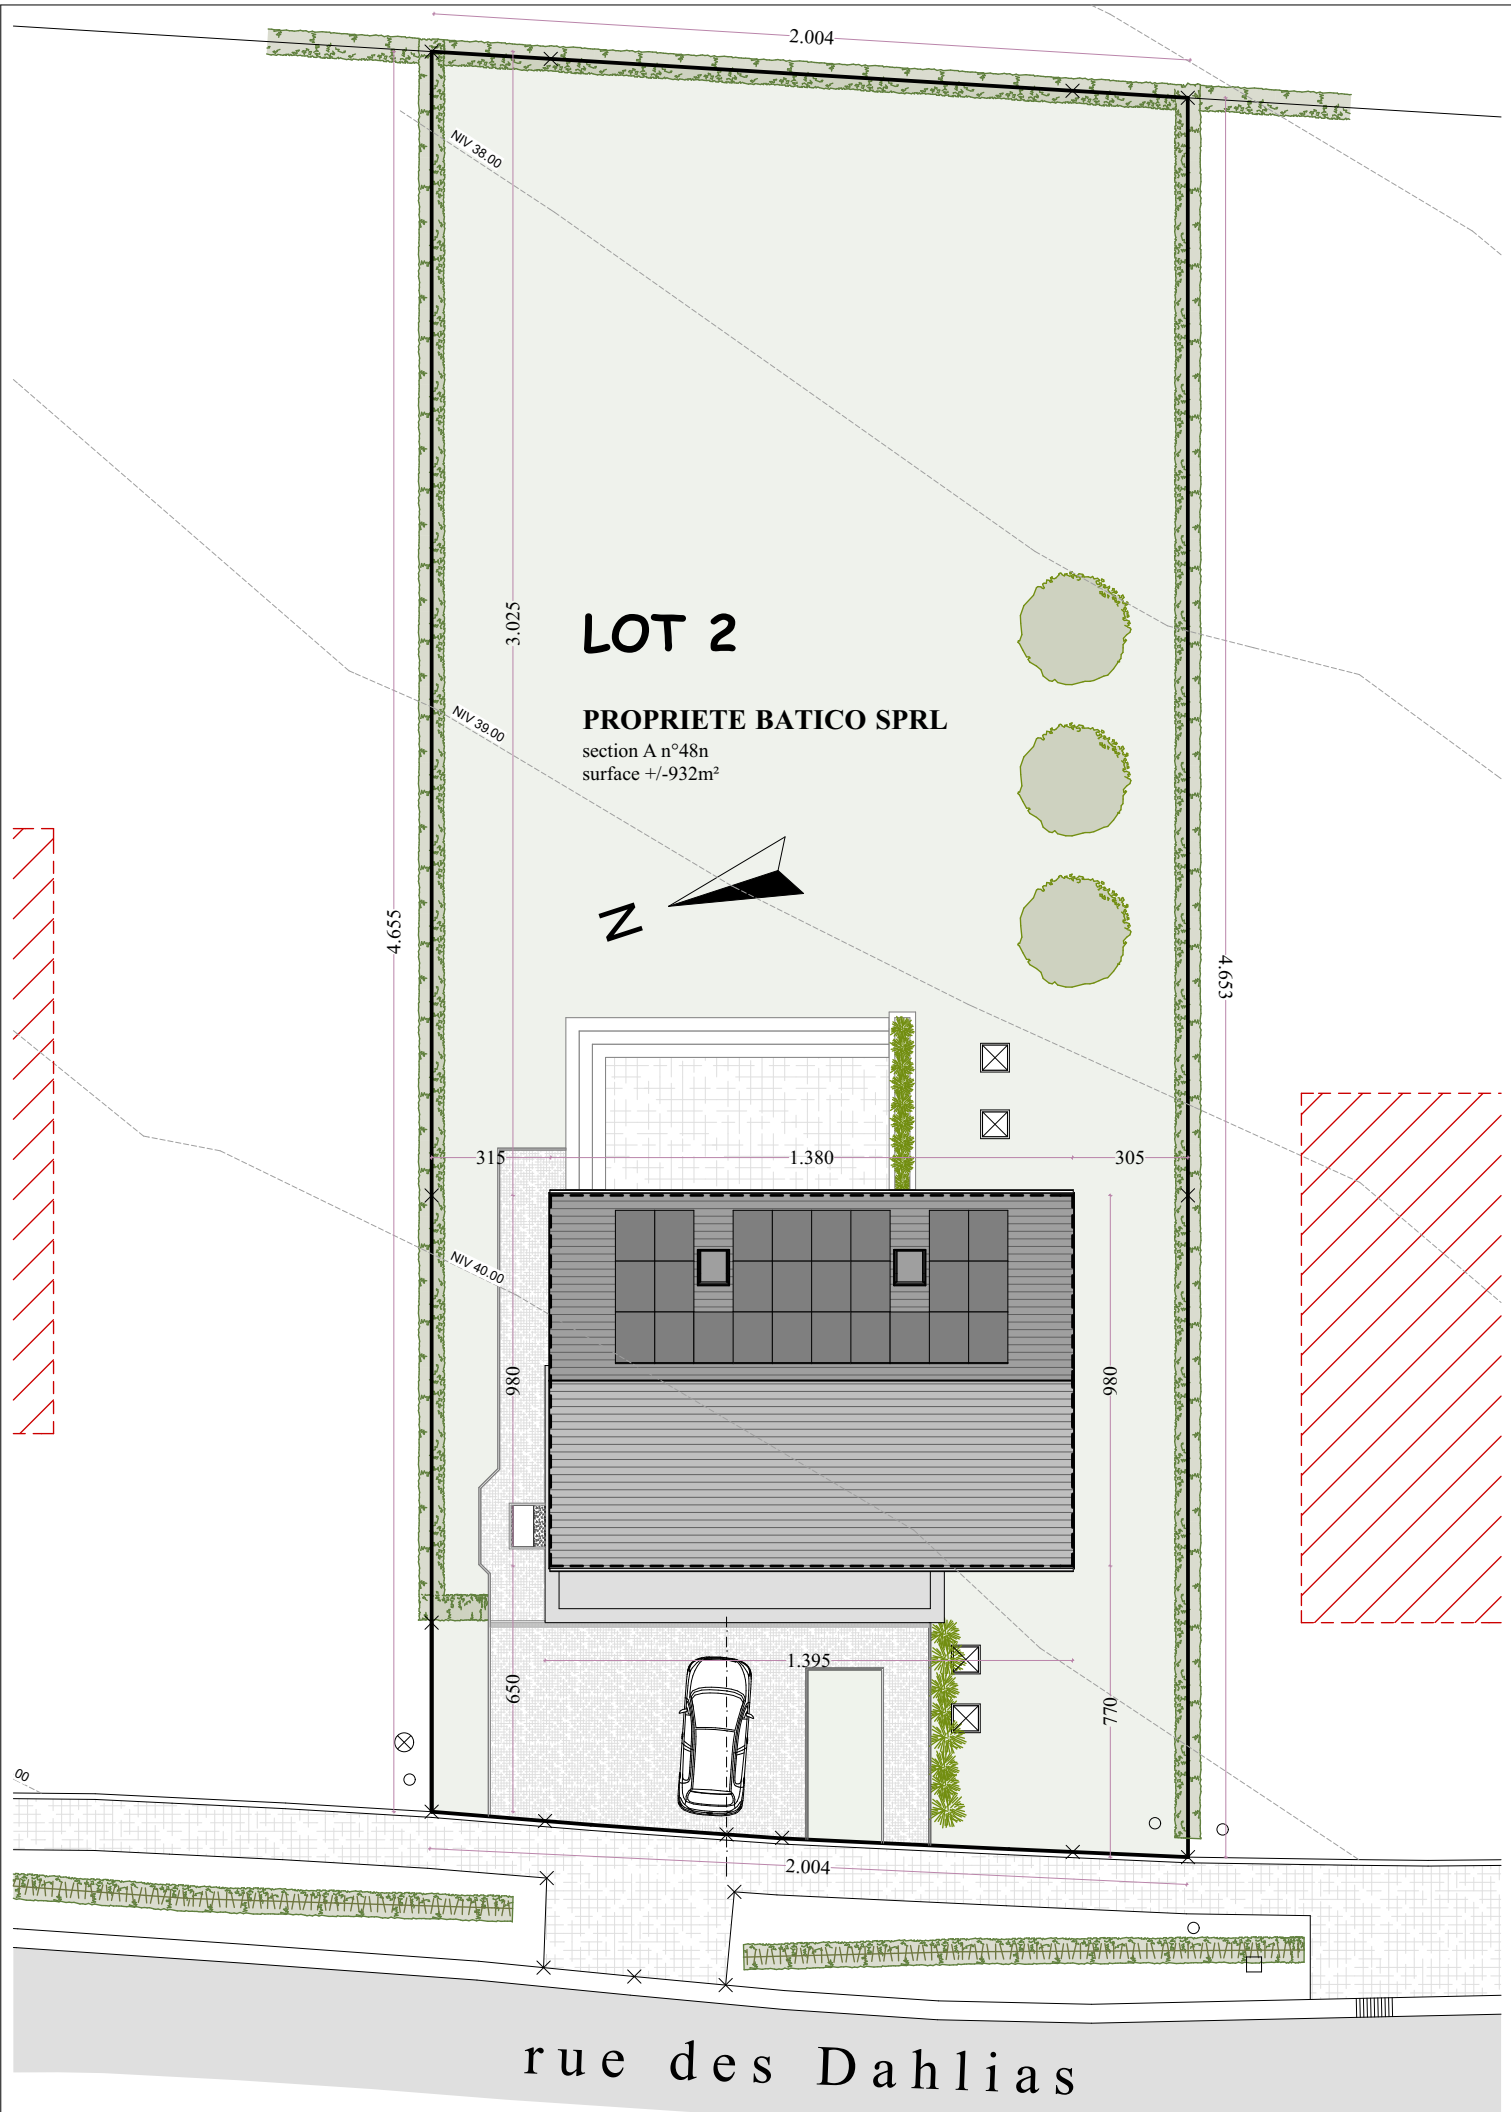 2.004
NIV 38.00
3.025
LOT 2
PROPRIETE BATICO SPRL
section A n°48n
surface +/-932m²
NIV 39.00
N
4.655
4.653
315
1.380
305
NIV 40.00
980
980
1.395
650
770
00
2.004
rue des Dahlias